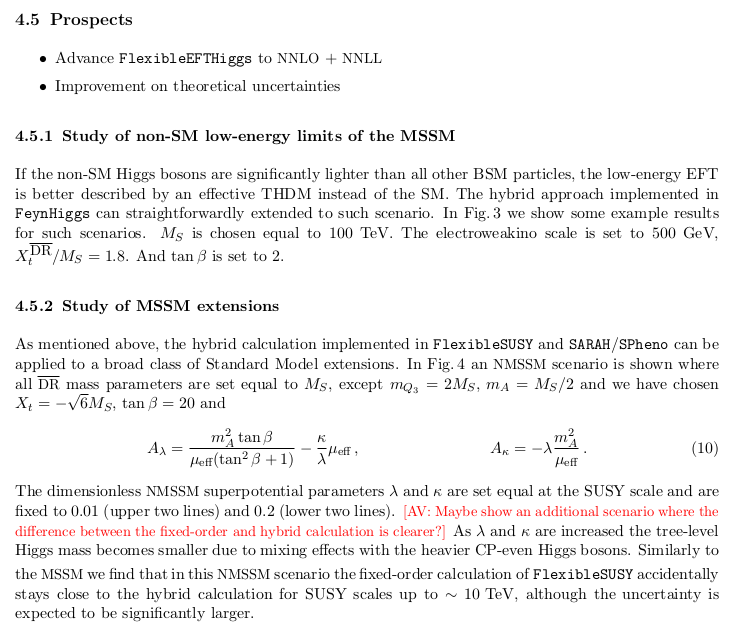 4.5 Prospects
• Advance FlexibleEFTHiggs to NNLO + NNLL
• Improvement on theoretical uncertainties
4.5.1 Study of non-SM low-energy limits of the MSSM
If the non-SM Higgs bosons are significantly lighter than all other BSM particles, the low-energy EFT
is better described by an effective THDM instead of the SM. The hybrid approach implemented in
FeynHiggs can straightforwardly extended to such scenario. In Fig. 3 we show some example results
for such scenarios. $M_S$ is chosen equal to 100 TeV. The electroweakino scale is set to 500 GeV,
$X_t^{\overline{\mathrm{DR}}}/M_S = 1.8$. And $\tan\beta$ is set to 2.
4.5.2 Study of MSSM extensions
As mentioned above, the hybrid calculation implemented in FlexibleSUSY and SARAH/SPheno can be
applied to a broad class of Standard Model extensions. In Fig. 4 an NMSSM scenario is shown where
all $\overline{\mathrm{DR}}$ mass parameters are set equal to $M_S$, except $m_{Q_3} = 2M_S$, $m_A = M_S/2$ and we have chosen
$X_t = -\sqrt{6}M_S$, $\tan\beta = 20$ and
$A_\lambda = \frac{m_A^2 \tan\beta}{\mu_{\mathrm{eff}}(\tan^2\beta + 1)} - \frac{\kappa}{\lambda}\mu_{\mathrm{eff}}\,, \quad A_\kappa = -\lambda\frac{m_A^2}{\mu_{\mathrm{eff}}}\,. \quad (10)$
The dimensionless NMSSM superpotential parameters $\lambda$ and $\kappa$ are set equal at the SUSY scale and are
fixed to 0.01 (upper two lines) and 0.2 (lower two lines). [AV: Maybe show an additional scenario where the
difference between the fixed-order and hybrid calculation is clearer?] As $\lambda$ and $\kappa$ are increased the tree-level
Higgs mass becomes smaller due to mixing effects with the heavier CP-even Higgs bosons. Similarly to
the MSSM we find that in this NMSSM scenario the fixed-order calculation of FlexibleSUSY accidentally
stays close to the hybrid calculation for SUSY scales up to $\sim$ 10 TeV, although the uncertainty is
expected to be significantly larger.